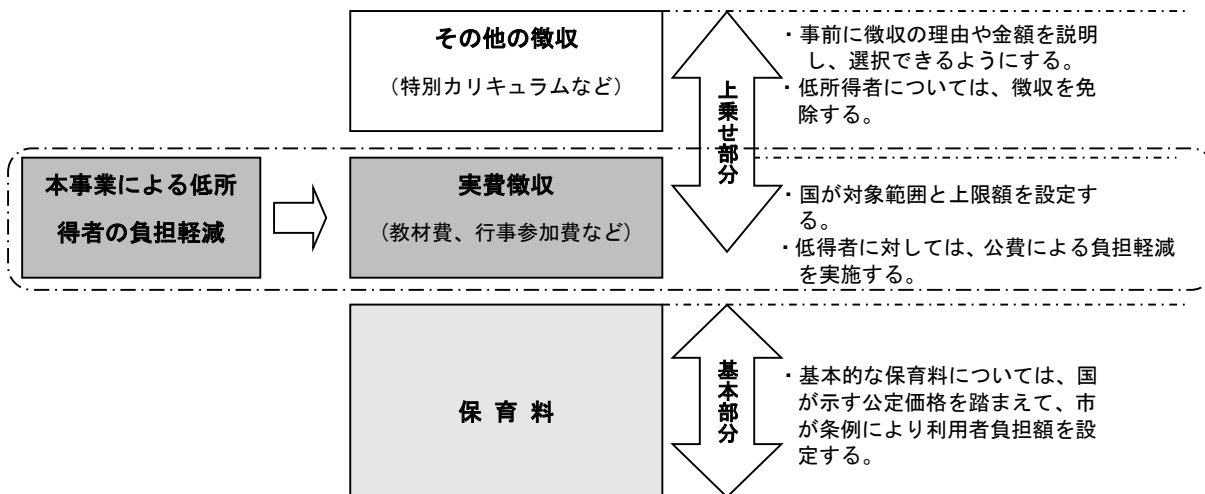 その他の徴収
（特別カリキュラムなど）
上乗せ部分
・事前に徴収の理由や金額を説明
し、選択できるようにする。
・低所得者については、徴収を免
除する。
本事業による低所
得者の負担軽減
実費徴収
（教材費、行事参加費など）
・国が対象範囲と上限額を設定す
る。
・低得者に対しては、公費による負担軽減
を実施する。
保 育 料
基本部分
・基本的な保育料については、国
が示す公定価格を踏まえて、市
が条例により利用者負担額を設
定する。